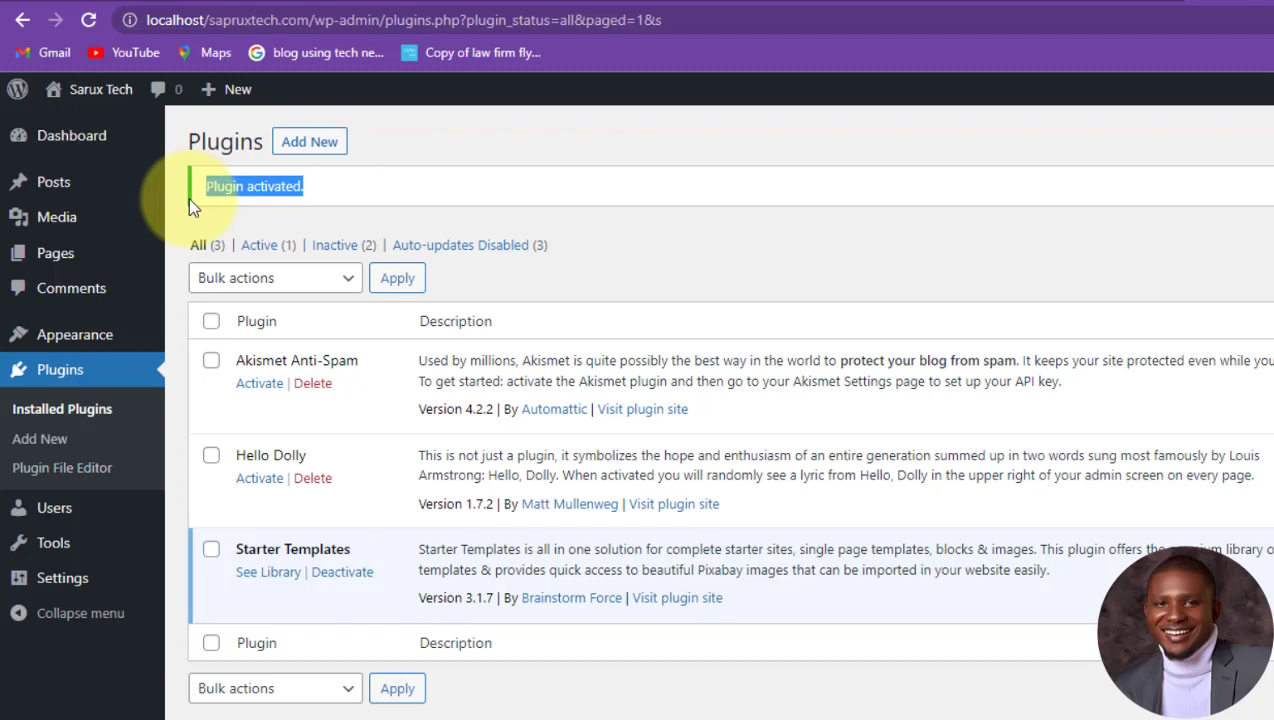 localhost/sapruxtech.com/wp-admin/plugins.php?plugin_status=all&paged=1&s
Gmail YouTube Maps blog using tech ne... Copy of law firm fly...
Sarux Tech 0 New
Dashboard
Posts
Media
Pages
Comments
Appearance
Plugins
Installed Plugins
Add New
Plugin File Editor
Users
Tools
Settings
Collapse menu
Plugins Add New
Plugin activated.
All (3) | Active (1) | Inactive (2) | Auto-updates Disabled (3)
Bulk actions Apply
Plugin Description
Akismet Anti-Spam
Activate | Delete
Used by millions, Akismet is quite possibly the best way in the world to protect your blog from spam. It keeps your site protected even while you
To get started: activate the Akismet plugin and then go to your Akismet Settings page to set up your API key.
Version 4.2.2 | By Automattic | Visit plugin site
Hello Dolly
Activate | Delete
This is not just a plugin, it symbolizes the hope and enthusiasm of an entire generation summed up in two words sung most famously by Louis
Armstrong: Hello, Dolly. When activated you will randomly see a lyric from Hello, Dolly in the upper right of your admin screen on every page.
Version 1.7.2 | By Matt Mullenweg | Visit plugin site
Starter Templates
See Library | Deactivate
Starter Templates is all in one solution for complete starter sites, single page templates, blocks & images. This plugin offers the library o
templates & provides quick access to beautiful Pixabay images that can be imported in your website easily.
Version 3.1.7 | By Brainstorm Force | Visit plugin site
Plugin Description
Bulk actions Apply